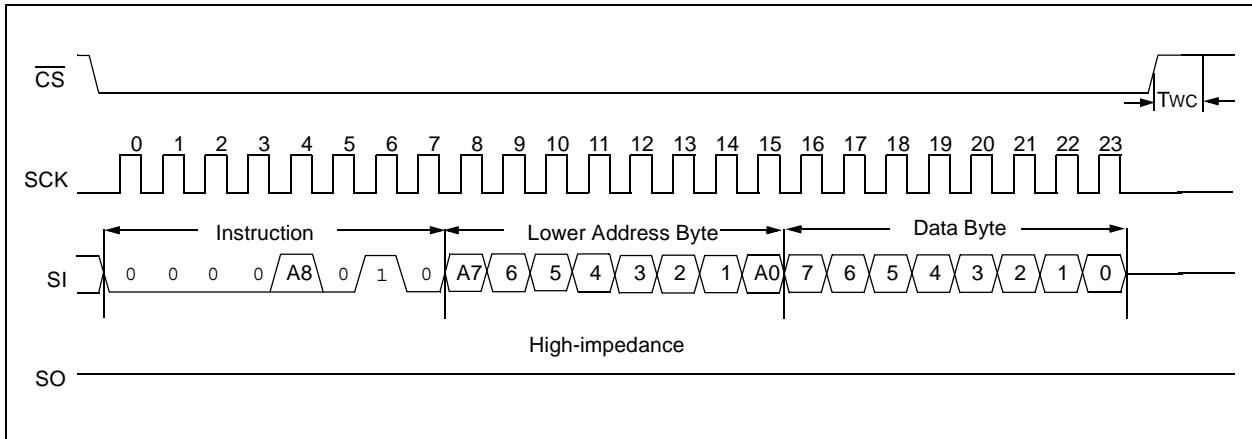 CS
TWC
0 1 2 3 4 5 6 7 8 9 10 11 12 13 14 15 16 17 18 19 20 21 22 23
SCK
Instruction Lower Address Byte Data Byte
SI 0 0 0 0 A8 0 1 0 A7 6 5 4 3 2 1 A0 7 6 5 4 3 2 1 0
High-impedance
SO